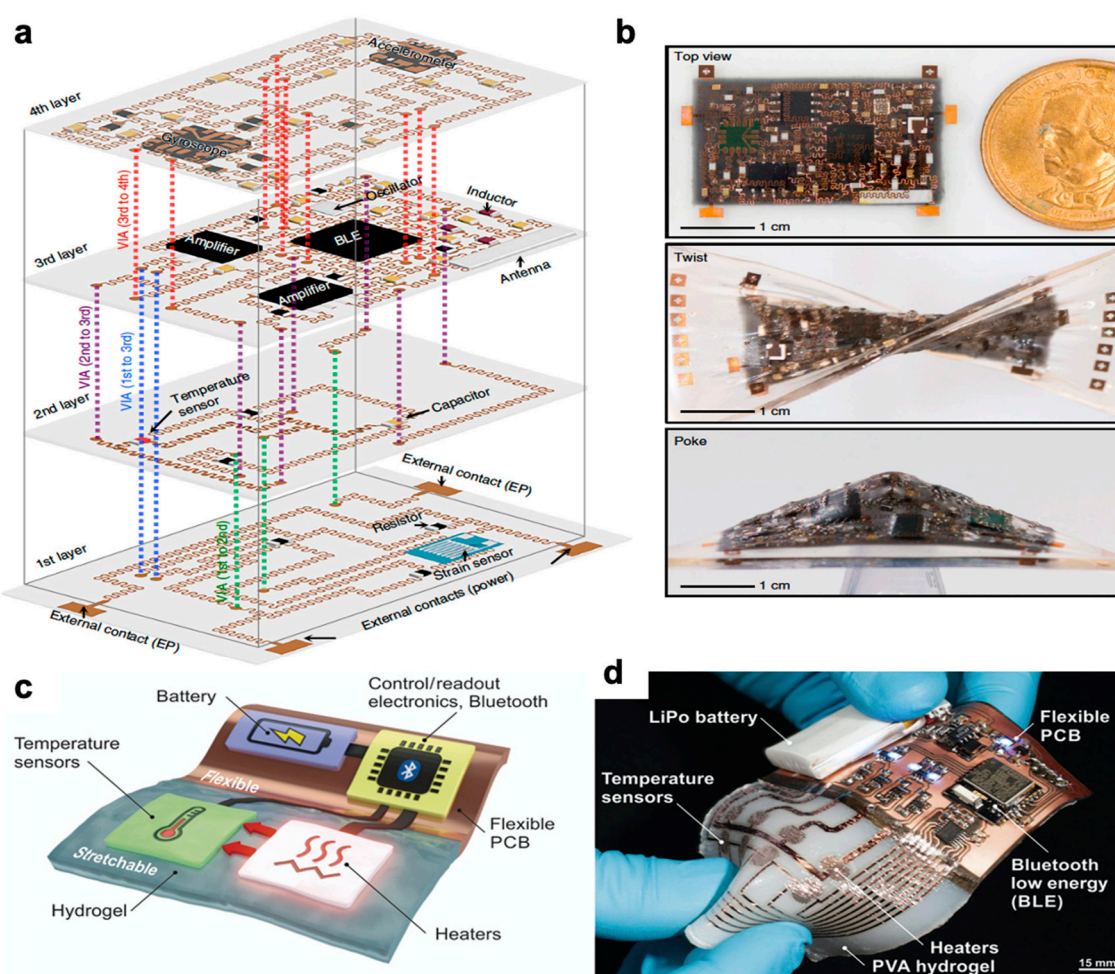 a
4th layer
Accelerometer
Gyroscope
VIA (3rd to 4th)
3rd layer
Oscillator
Inductor
Amplifier
BLE
Antenna
Amplifier
VIA (2nd to 3rd)
VIA (1st to 3rd)
2nd layer
Temperature
sensor
Capacitor
External contact (EP)
1st layer
VIA (1st to 2nd)
Resistor
Strain sensor
External contacts (power)
External contact (EP)
b
Top view
1 cm
Twist
1 cm
Poke
1 cm
c
Battery
Control/readout
electronics, Bluetooth
Temperature
sensors
Flexible
Stretchable
Flexible
PCB
Hydrogel
Heaters
d
LiPo battery
Flexible
PCB
Temperature
sensors
Bluetooth
low energy
(BLE)
Heaters
PVA hydrogel
15 mm